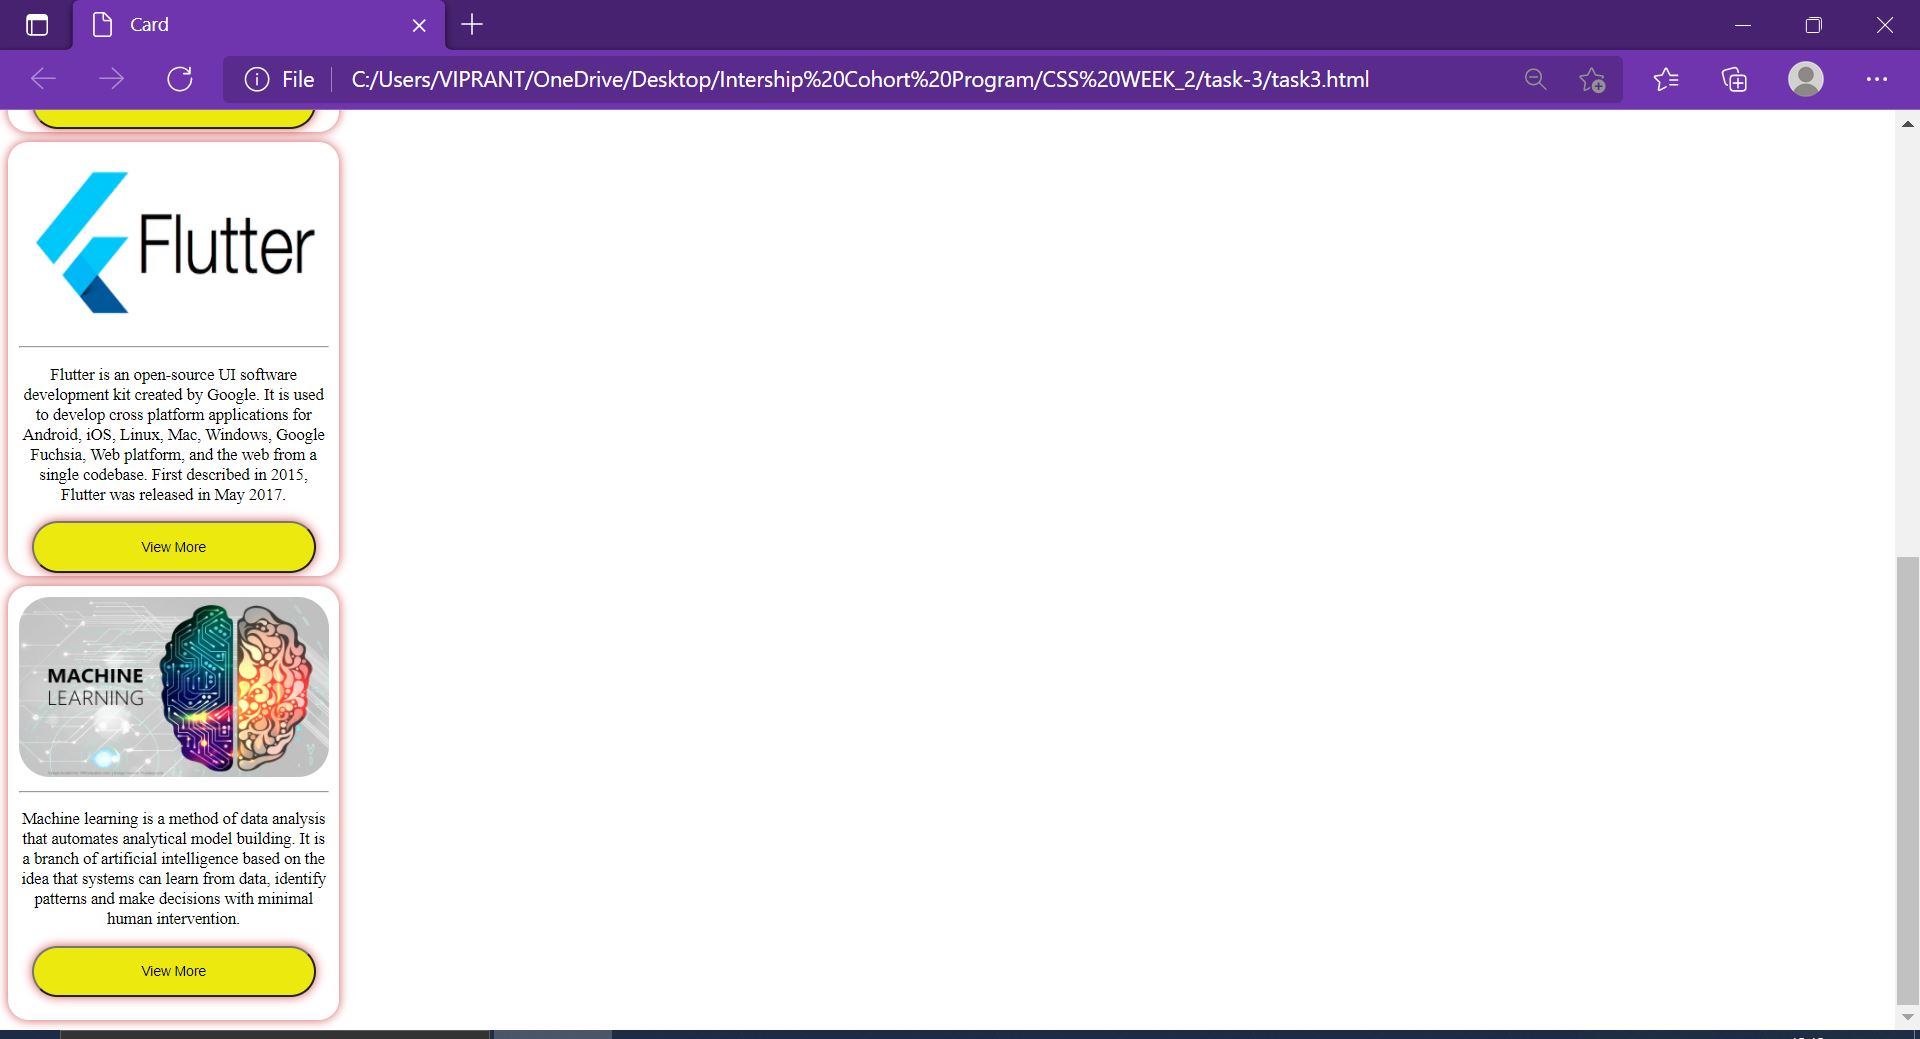 Card
File
C:/Users/VIPRANT/OneDrive/Desktop/Intership%20Cohort%20Program/CSS%20WEEK_2/task-3/task3.html
Flutter
Flutter is an open-source UI software
development kit created by Google. It is used
to develop cross platform applications for
Android, iOS, Linux, Mac, Windows, Google
Fuchsia, Web platform, and the web from a
single codebase. First described in 2015,
Flutter was released in May 2017.
View More
MACHINE
LEARNING
Machine learning is a method of data analysis
that automates analytical model building. It is
a branch of artificial intelligence based on the
idea that systems can learn from data, identify
patterns and make decisions with minimal
human intervention.
View More